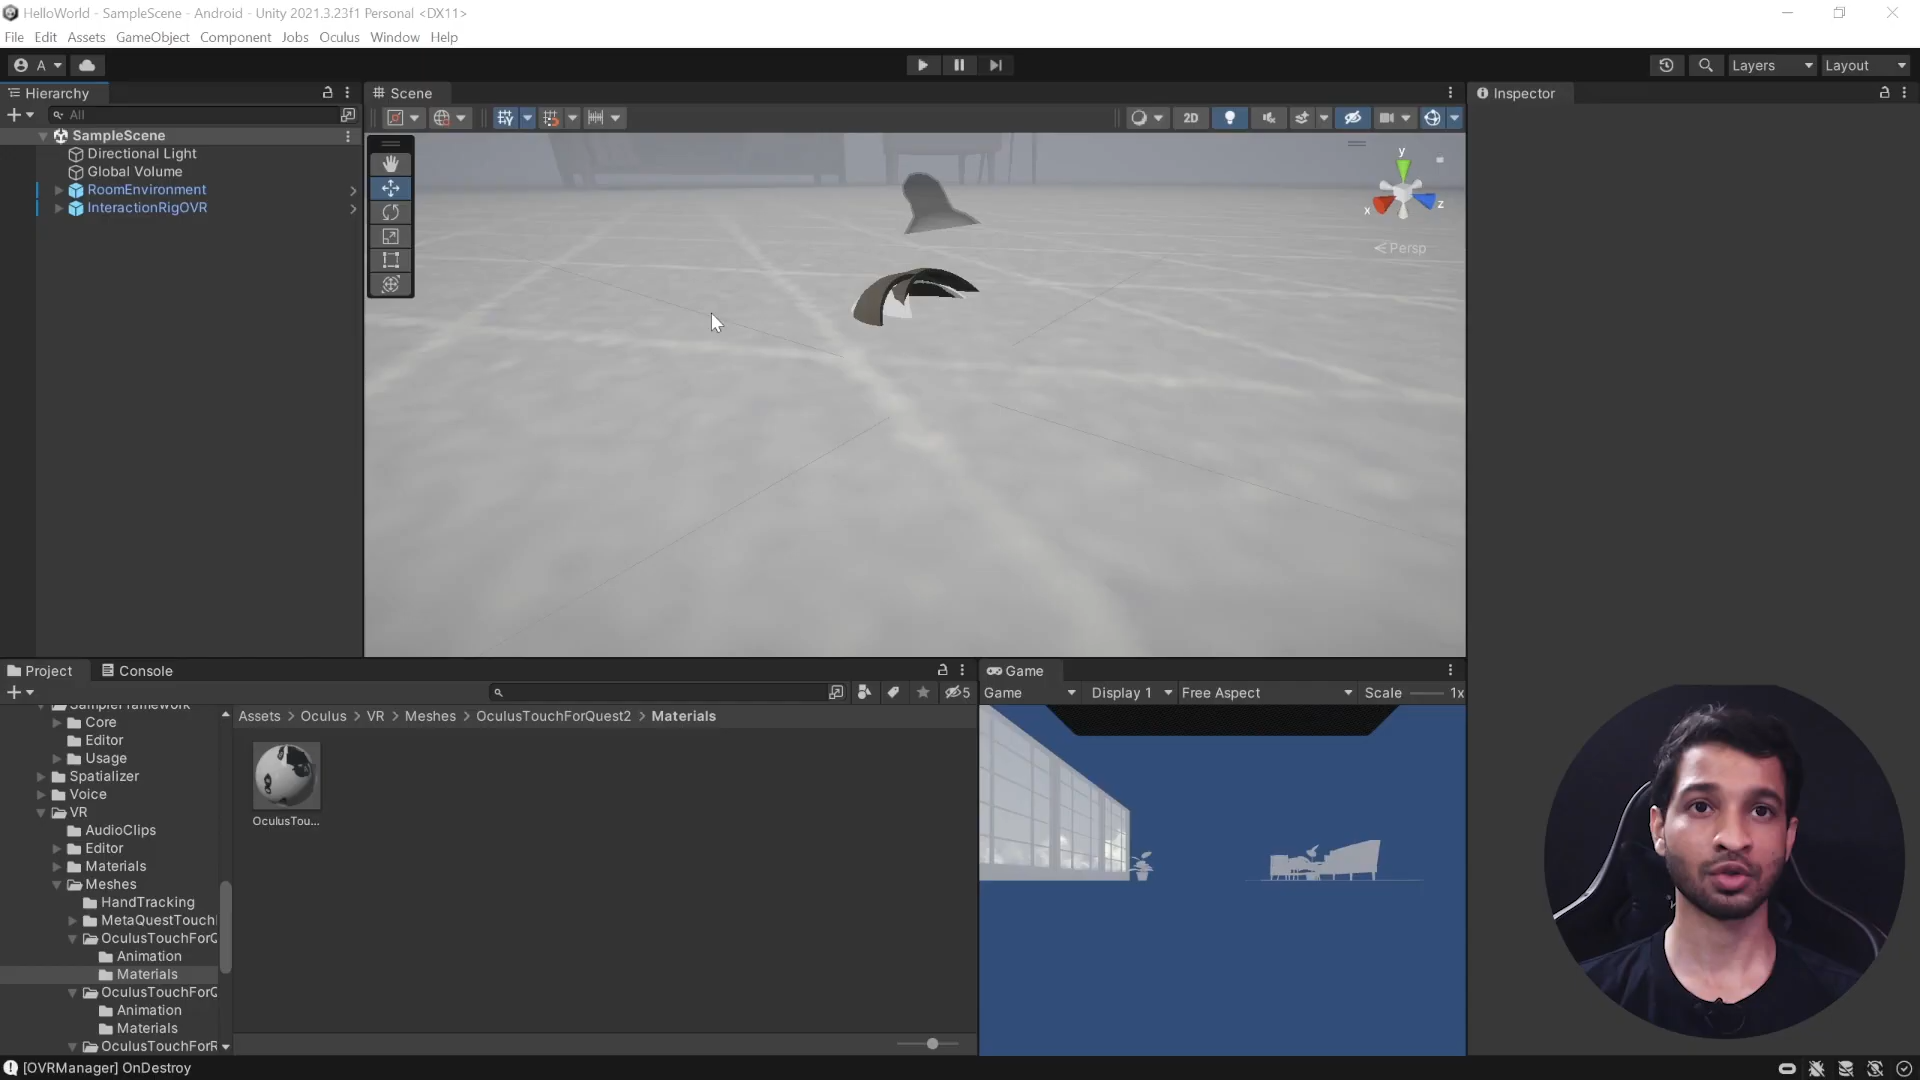 HelloWorld - SampleScene - Android - Unity 2021.3.23f1 Personal <DX11>
File Edit Assets GameObject Component Jobs Oculus Window Help
A Layers Layout
Hierarchy
All
SampleScene
Directional Light
Global Volume
RoomEnvironment
InteractionRigOVR
Scene
2D
y
x
z
Persp
Inspector
Project Console
5
SampleFramework
Core
Editor
Usage
Spatializer
Voice
VR
AudioClips
Editor
Materials
Meshes
HandTracking
MetaQuestTouch
OculusTouchForQ
Animation
Materials
OculusTouchForQ
Animation
Materials
OculusTouchForR
Assets > Oculus > VR > Meshes > OculusTouchForQuest2 > Materials
OculusTou...
Game
Game Display 1 Free Aspect Scale 1x
[OVRManager] OnDestroy